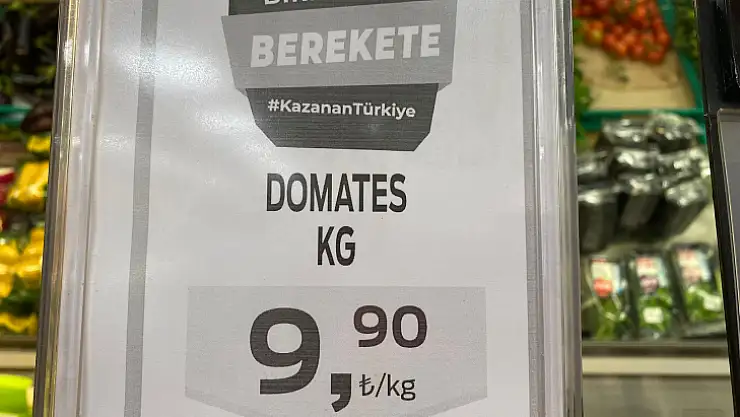 BEREKETE
#KazananTürkiye
DOMATES
KG
9,90
₺/kg